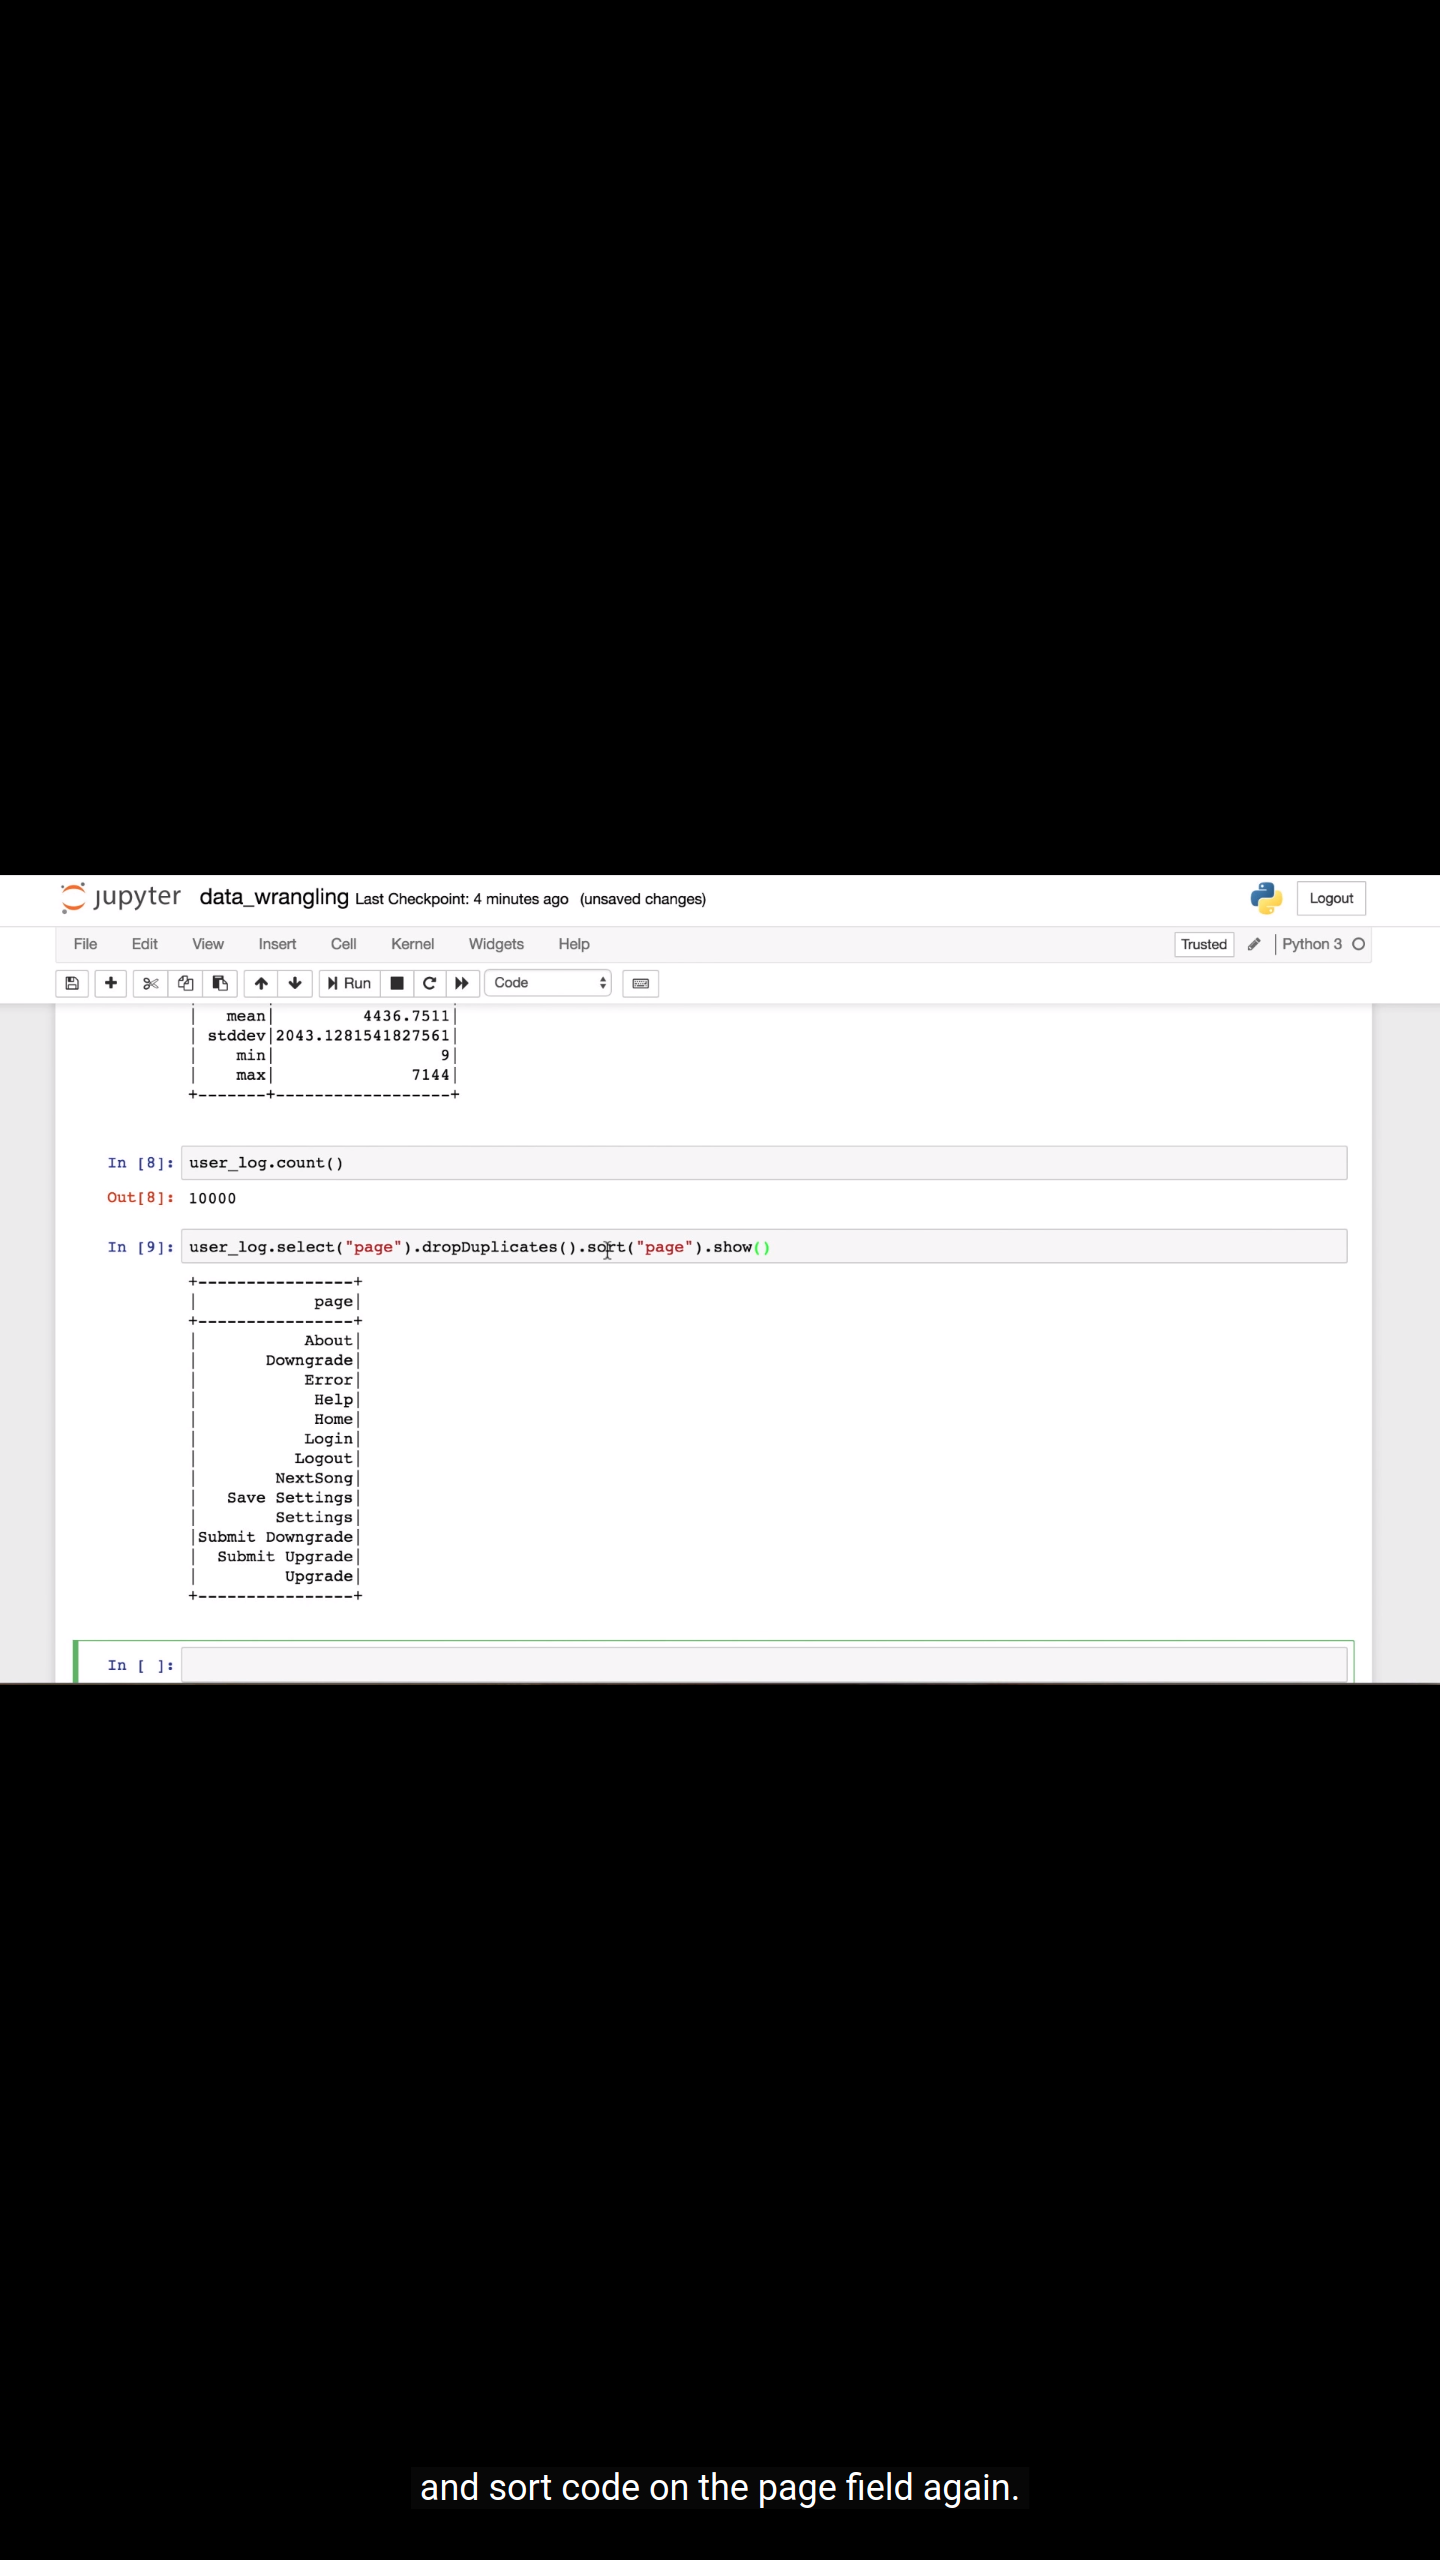 jupyter data_wrangling Last Checkpoint: 4 minutes ago (unsaved changes) Logout
File Edit View Insert Cell Kernel Widgets Help Trusted Python 3
Run Code
| mean| 4436.7511|
| stddev|2043.1281541827561|
| min| 9|
| max| 7144|
+-------+------------------+
In [8]: user_log.count()
Out[8]: 10000
In [9]: user_log.select("page").dropDuplicates().sort("page").show()
+----------------+
| page|
+----------------+
| About|
| Downgrade|
| Error|
| Help|
| Home|
| Login|
| Logout|
| NextSong|
| Save Settings|
| Settings|
|Submit Downgrade|
| Submit Upgrade|
| Upgrade|
+----------------+
In [ ]:
and sort code on the page field again.